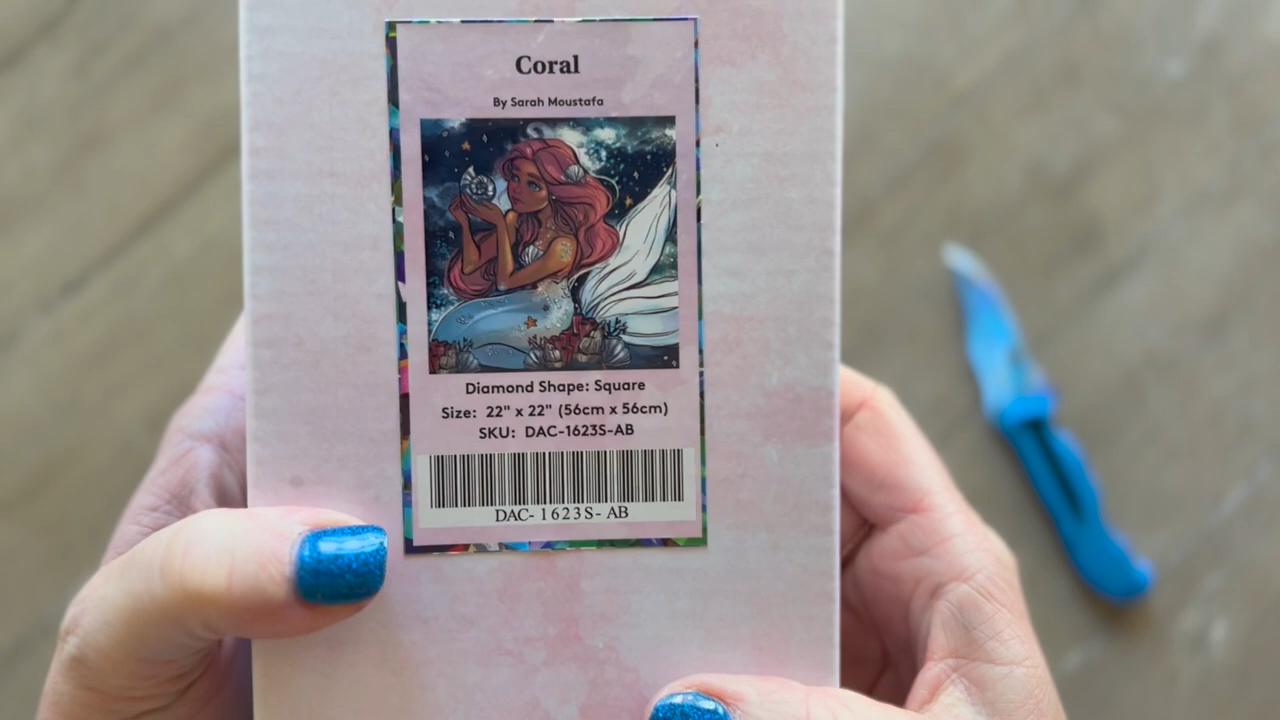 Coral
By Sarah Moustafa
Diamond Shape: Square
Size: 22" x 22" (56cm x 56cm)
SKU: DAC-1623S-AB
DAC- 1623S- AB